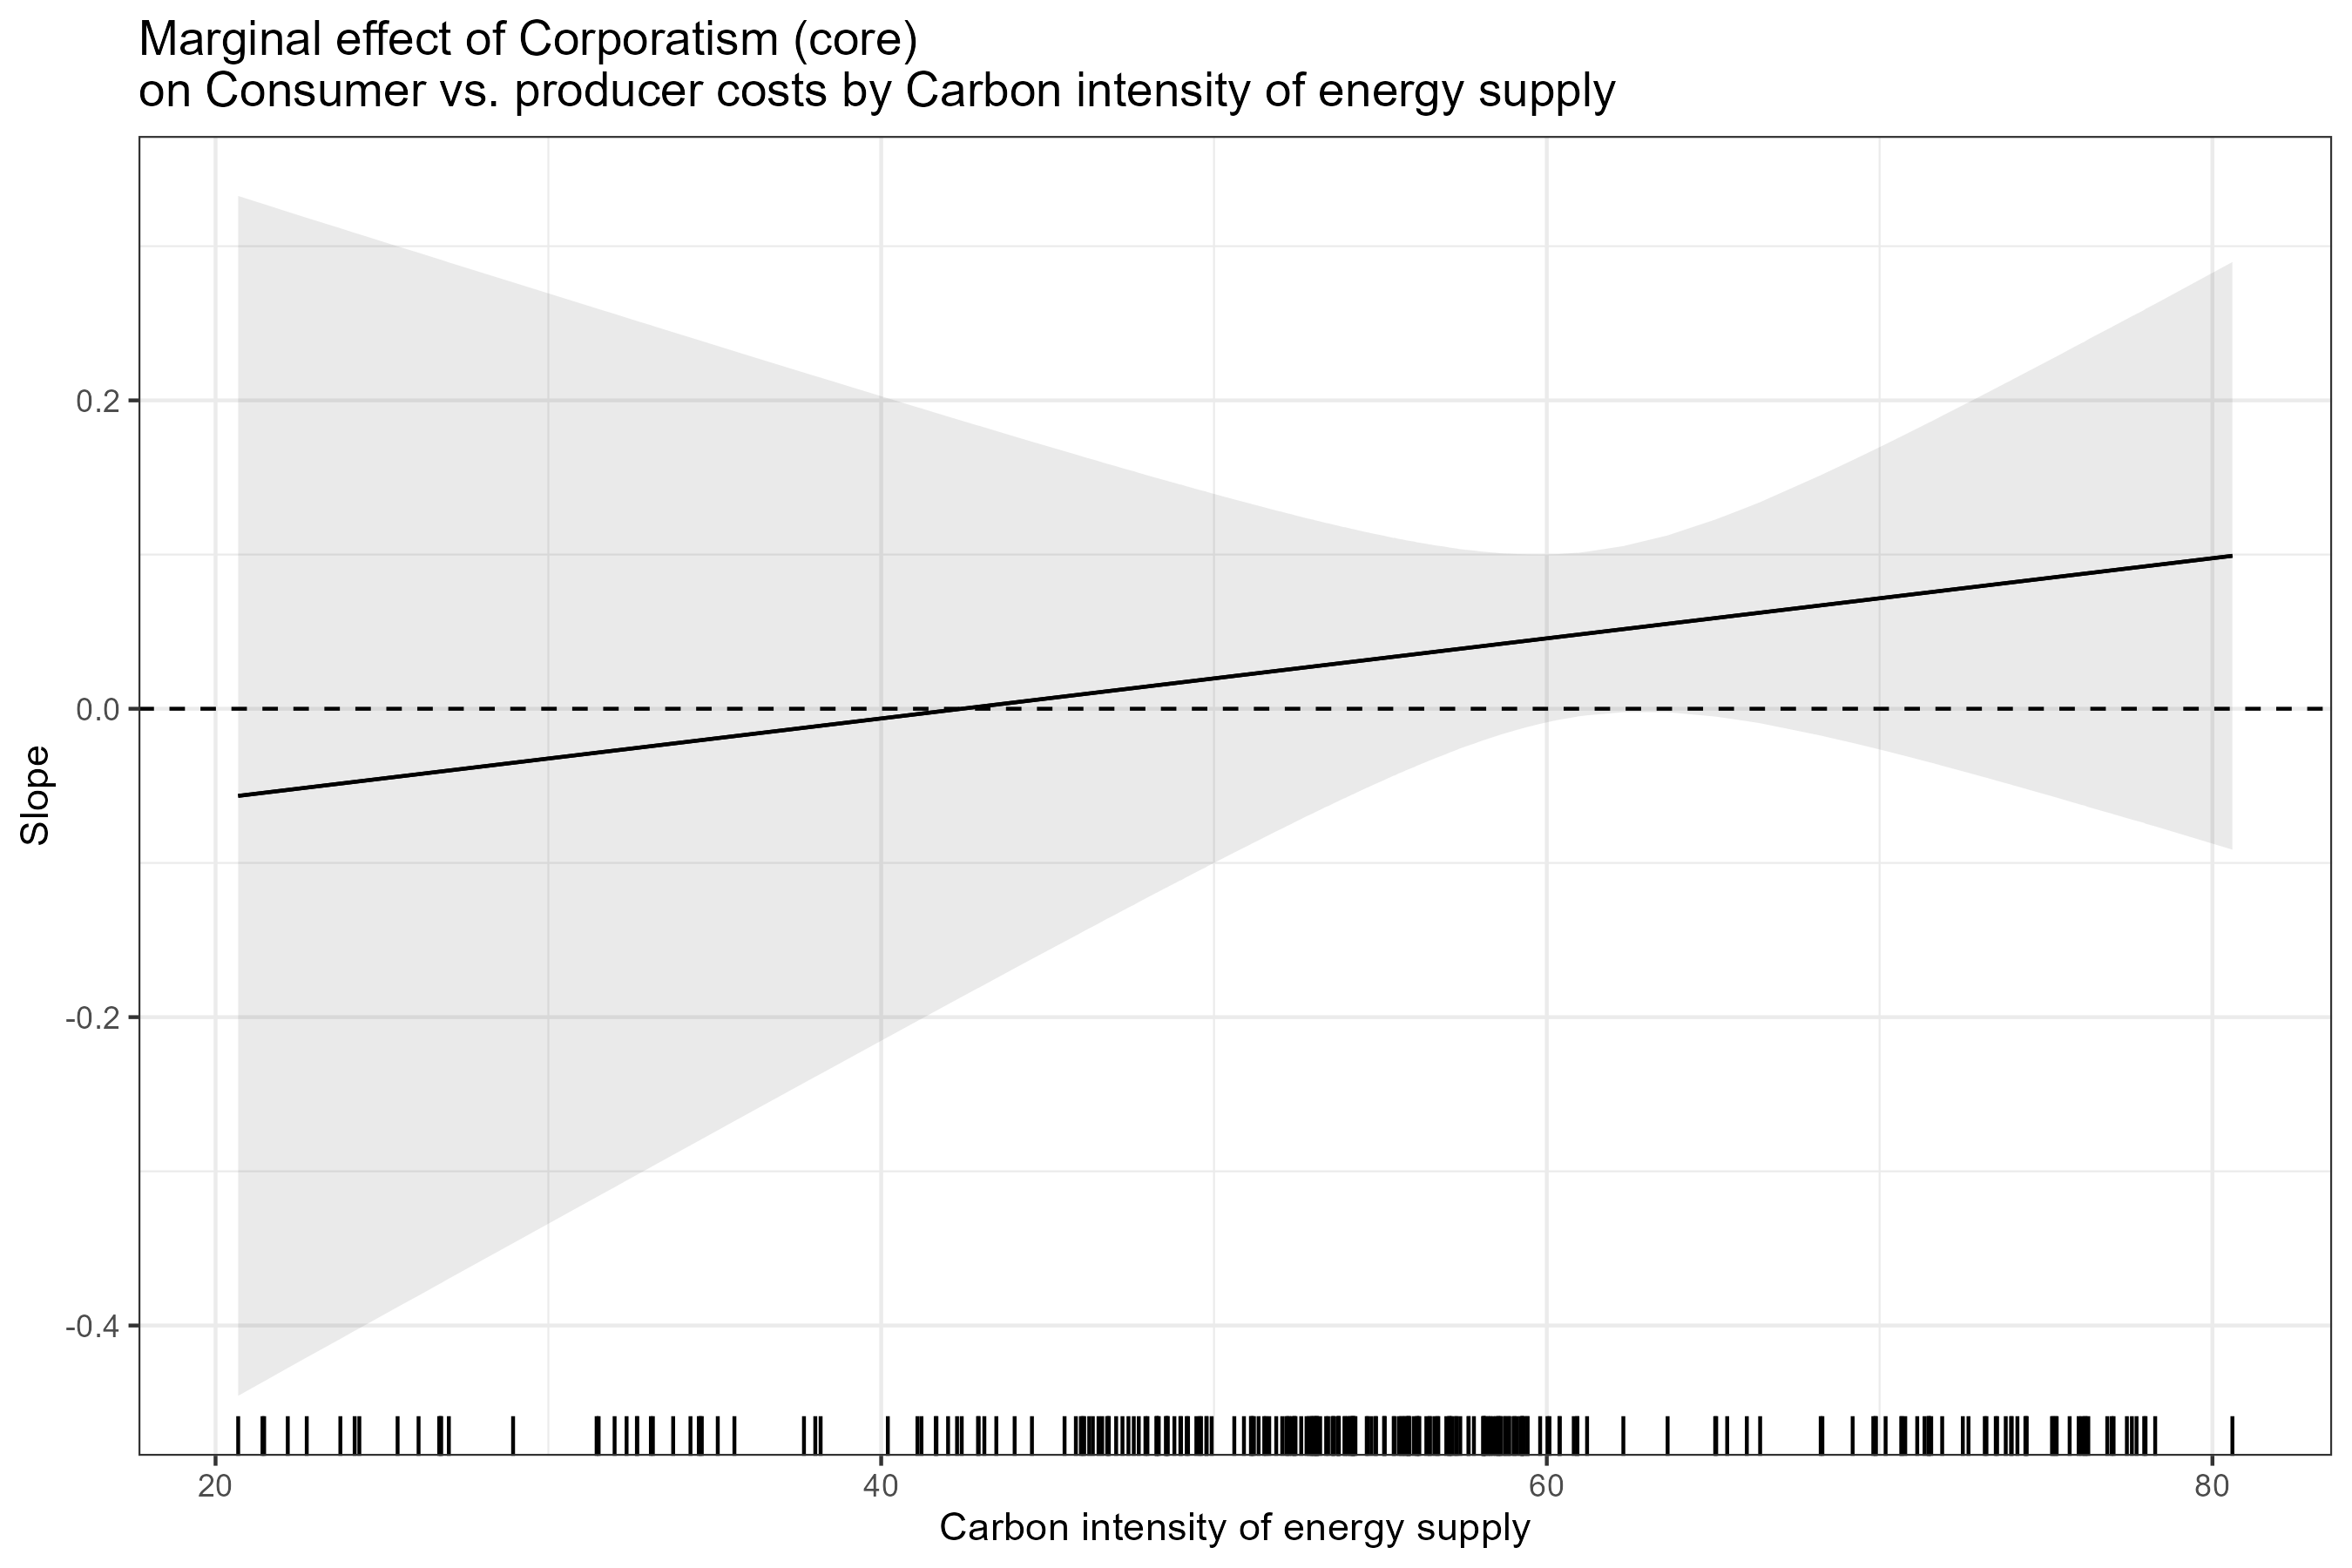 Marginal effect of Corporatism (core)
on Consumer vs. producer costs by Carbon intensity of energy supply
0.2
0.0
-0.2
-0.4
Slope
20
40
60
80
Carbon intensity of energy supply